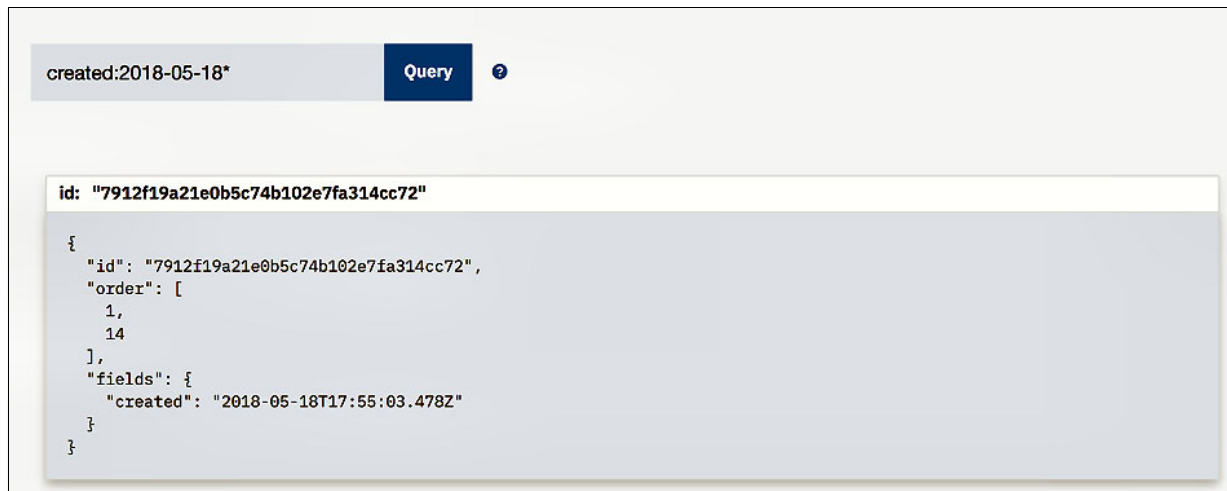 created:2018-05-18* Query ?
id: "7912f19a21e0b5c74b102e7fa314cc72"
{
"id": "7912f19a21e0b5c74b102e7fa314cc72",
"order": [
1,
14
],
"fields": {
"created": "2018-05-18T17:55:03.478Z"
}
}